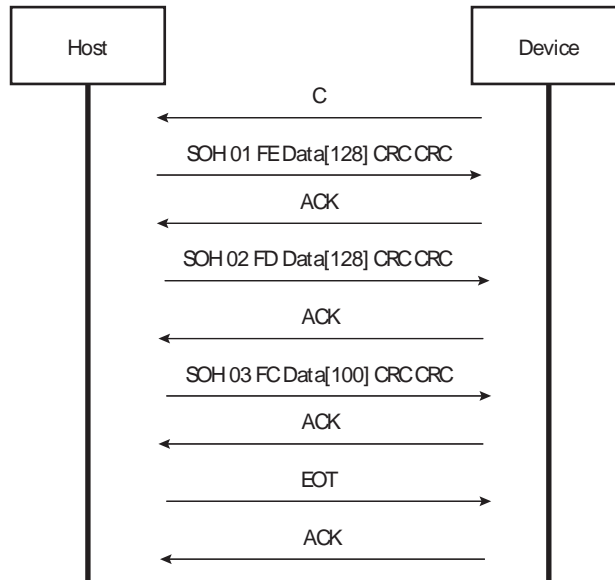 Host
Device
C
SOH 01 FE Data[128] CRC CRC
ACK
SOH 02 FD Data[128] CRC CRC
ACK
SOH 03 FC Data[100] CRC CRC
ACK
EOT
ACK